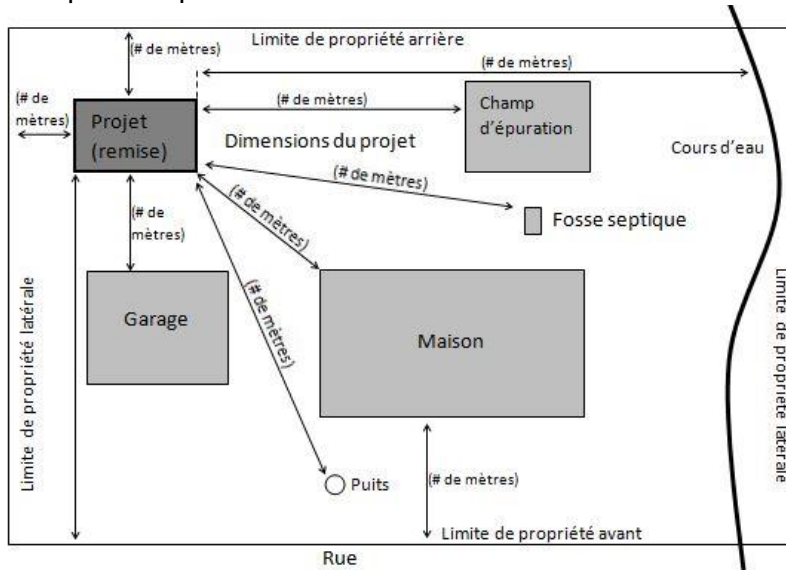 Limite de propriété arrière
(# de mètres)
(# de mètres)
(# de
mètres)
(# de mètres)
Projet
(remise)
Champ
d'épuration
Dimensions du projet
Cours d'eau
(# de mètres)
(# de
mètres)
(# de mètres)
Fosse septique
Limite de propriété latérale
Garage
(# de mètres)
Maison
Limite de propriété latérale
Puits
(# de mètres)
Limite de propriété avant
Rue